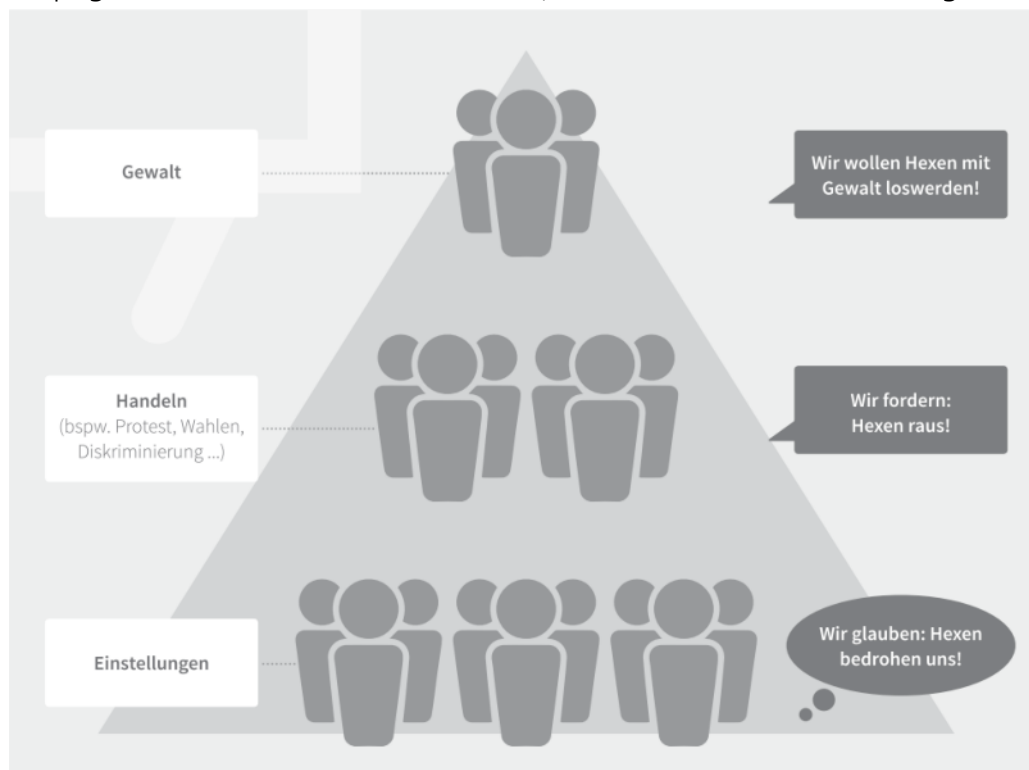 Gewalt
Wir wollen Hexen mit
Gewalt loswerden!
Handeln
(bspw. Protest, Wahlen,
Diskriminierung ...)
Wir fordern:
Hexen raus!
Einstellungen
Wir glauben: Hexen
bedrohen uns!